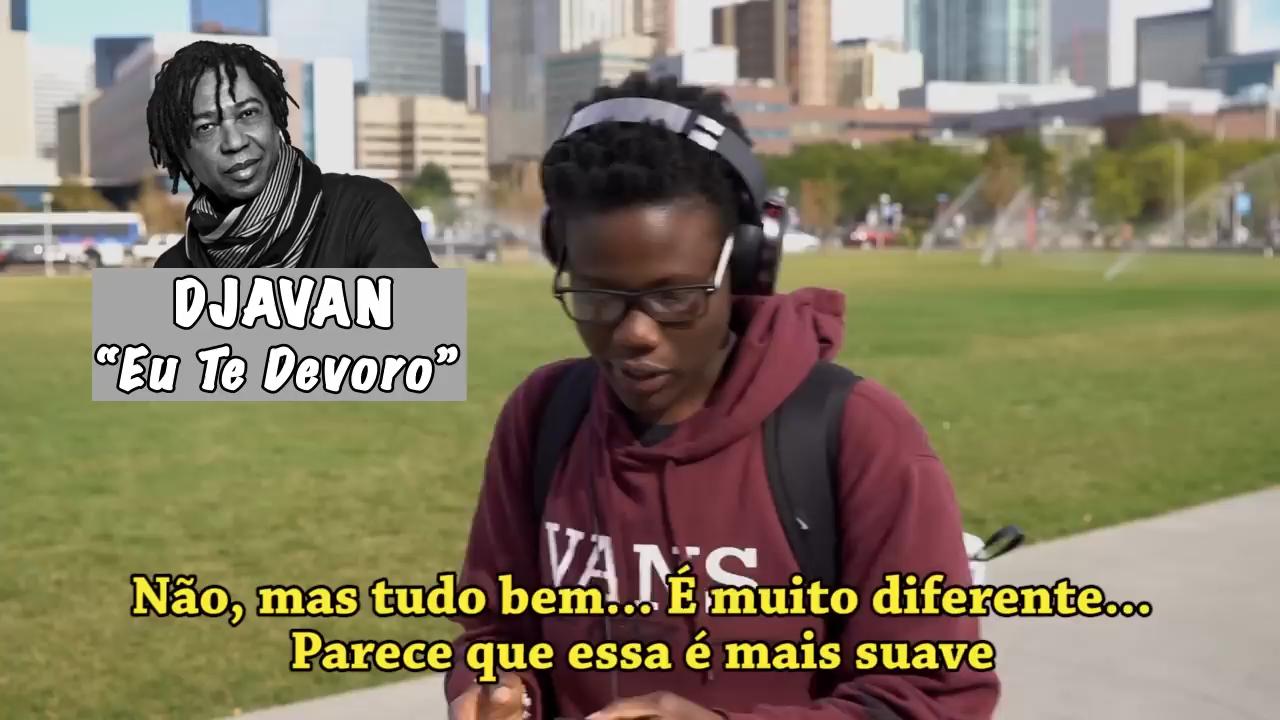 DJAVAN
“Eu Te Devoro”
VANS
Não, mas tudo bem... É muito diferente...
Parece que essa é mais suave